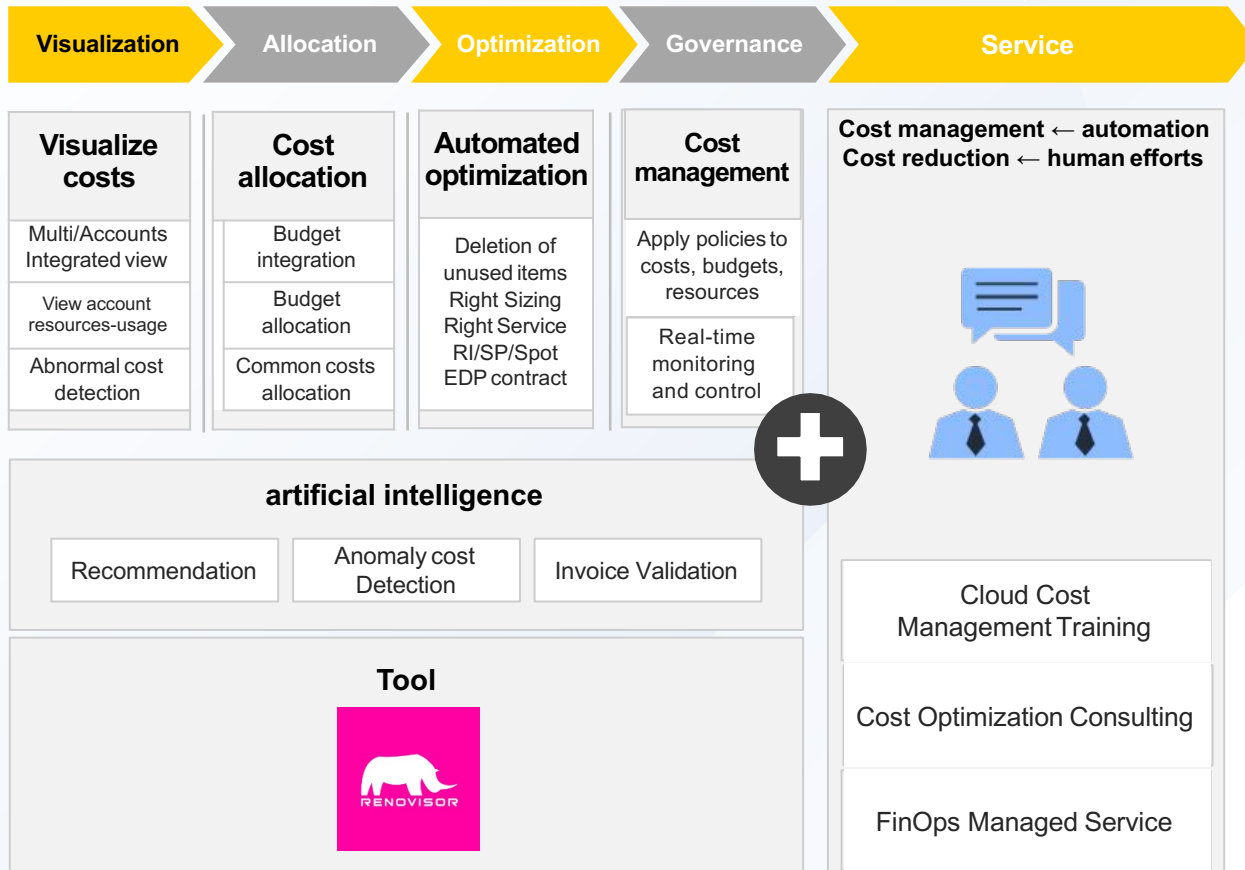 Visualization
Allocation
Optimization
Governance
Service
Visualize
costs
Multi/Accounts
Integrated view
View account
resources-usage
Abnormal cost
detection
Cost
allocation
Budget
integration
Budget
allocation
Common costs
allocation
Automated
optimization
Deletion of
unused items
Right Sizing
Right Service
RI/SP/Spot
EDP contract
Cost
management
Apply policies to
costs, budgets,
resources
Real-time
monitoring
and control
Cost management ← automation
Cost reduction ← human efforts
artificial intelligence
Recommendation
Anomaly cost
Detection
Invoice Validation
Tool
RENOVISOR
Cloud Cost
Management Training
Cost Optimization Consulting
FinOps Managed Service